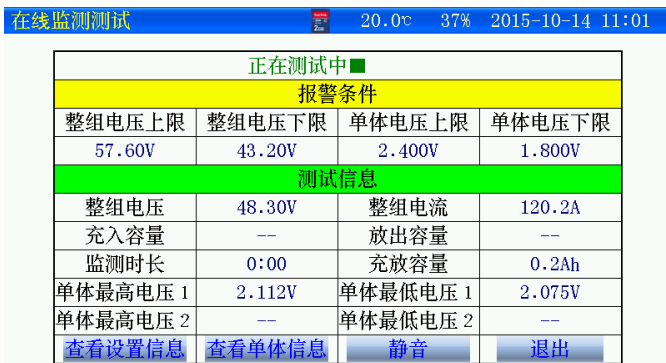 在线监测测试 SanDisk 2GB 20.0℃ 37% 2015-10-14 11:01
正在测试中■
报警条件
整组电压上限 整组电压下限 单体电压上限 单体电压下限
57.60V 43.20V 2.400V 1.800V
测试信息
整组电压 48.30V 整组电流 120.2A
充入容量 -- 放出容量 --
监测时长 0:00 充放容量 0.2Ah
单体最高电压1 2.112V 单体最低电压1 2.075V
单体最高电压2 -- 单体最低电压2 --
查看设置信息 查看单体信息 静音 退出